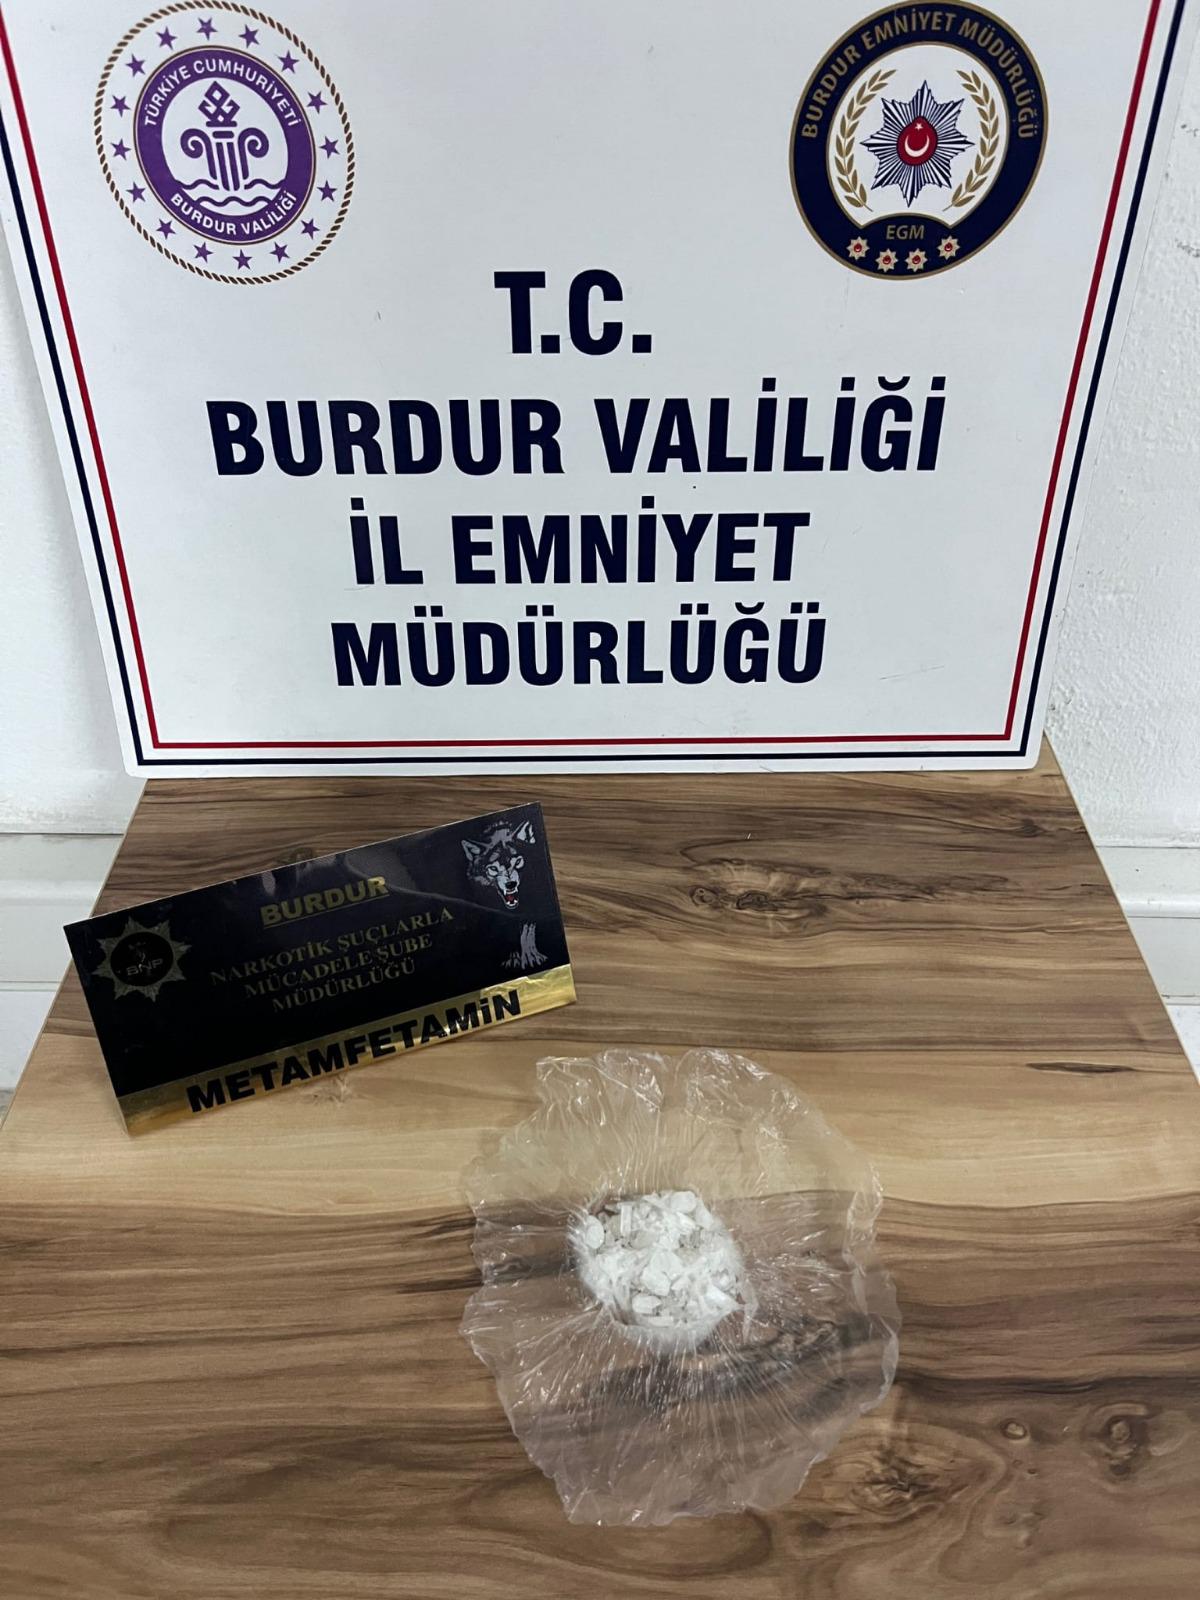 TÜRKİYE CUMHURİYETİ
BURDUR VALİLİĞİ
BURDUR EMNİYET MÜDÜRLÜĞÜ
EGM
T.C.
BURDUR VALİLİĞİ
İL EMNİYET
MÜDÜRLÜĞÜ
BURDUR
NARKOTİK SUÇLARLA
MÜCADELE ŞUBE
MÜDÜRLÜĞÜ
BNP
METAMFETAMİN